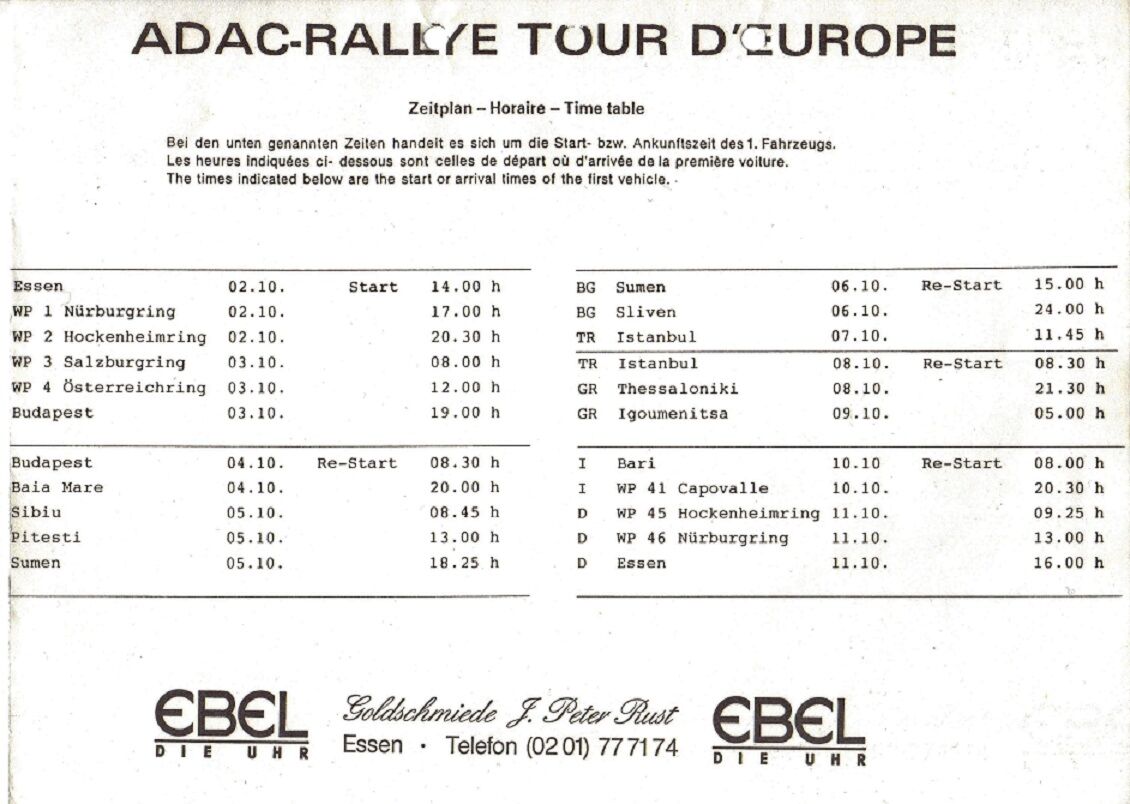 ADAC-RALLYE TOUR D'EUROPE
Zeitplan – Horaire – Time table
Bei den unten genannten Zeiten handelt es sich um die Start- bzw. Ankunftszeit des 1. Fahrzeugs.
Les heures indiquées ci- dessous sont celles de départ où d'arrivée de la première voiture.
The times indicated below are the start or arrival times of the first vehicle.
Essen 02.10. Start 14.00 h
WP 1 Nürburgring 02.10. 17.00 h
WP 2 Hockenheimring 02.10. 20.30 h
WP 3 Salzburgring 03.10. 08.00 h
WP 4 Österreichring 03.10. 12.00 h
Budapest 03.10. 19.00 h
Budapest 04.10. Re-Start 08.30 h
Baia Mare 04.10. 20.00 h
Sibiu 05.10. 08.45 h
Pitesti 05.10. 13.00 h
Sumen 05.10. 18.25 h
BG Sumen 06.10. Re-Start 15.00 h
BG Sliven 06.10. 24.00 h
TR Istanbul 07.10. 11.45 h
TR Istanbul 08.10. Re-Start 08.30 h
GR Thessaloniki 08.10. 21.30 h
GR Igoumenitsa 09.10. 05.00 h
I Bari 10.10 Re-Start 08.00 h
I WP 41 Capovalle 10.10. 20.30 h
D WP 45 Hockenheimring 11.10. 09.25 h
D WP 46 Nürburgring 11.10. 13.00 h
D Essen 11.10. 16.00 h
EBEL
DIE UHR
Goldschmiede J. Peter Rust
Essen · Telefon (02 01) 77 71 74
EBEL
DIE UHR